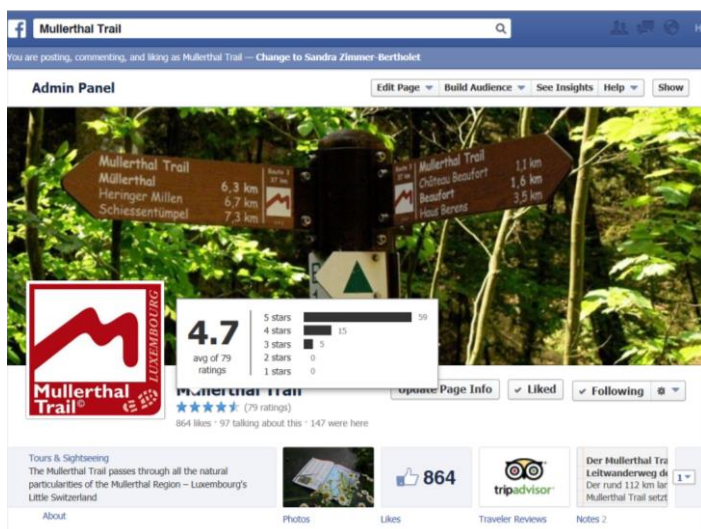 Mullerthal Trail
You are posting, commenting, and liking as Mullerthal Trail — Change to Sandra Zimmer-Bertholet
Admin Panel
Edit Page
Build Audience
See Insights
Help
Show
Mullerthal Trail
Müllerthal 6,3 km
Heringer Millen 6,7 km
Schiessentümpel 7,3 km
Route 2
37 km
Mullerthal Trail 1,1 km
Château Beaufort 1,6 km
Beaufort 3,5 km
Haus Berens
LUXEMBOURG
Mullerthal
Trail©
4.7
avg of 79
ratings
5 stars 59
4 stars 15
3 stars 5
2 stars 0
1 stars 0
Mullerthal Trail
Update Page Info
Liked
Following
(79 ratings)
864 likes · 97 talking about this · 147 were here
Tours & Sightseeing
The Mullerthal Trail passes through all the natural
particularities of the Mullerthal Region – Luxembourg's
Little Switzerland
About
Photos
864
Likes
tripadvisor
Traveler Reviews
Der Mullerthal Tra
Leitwanderweg de
Der rund 112 km lan
Mullerthal Trail setzt
Notes 2
1